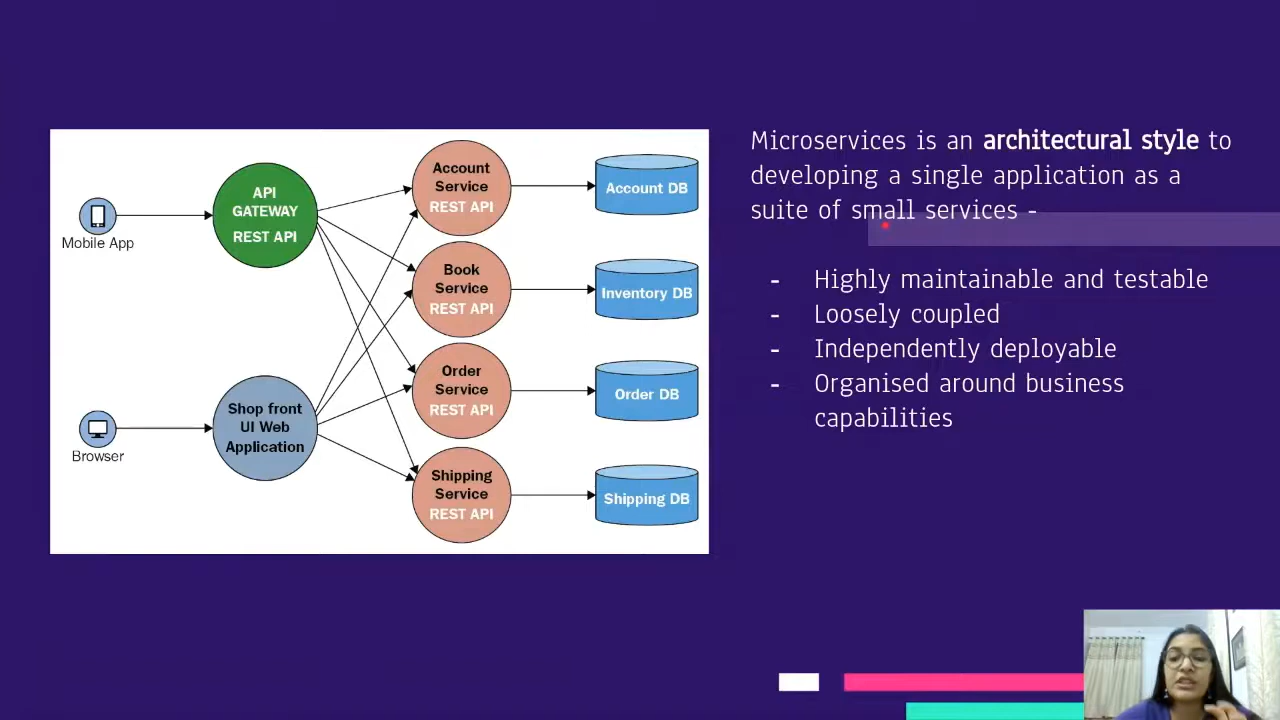 Microservices is an architectural style to
developing a single application as a
suite of small services -
- Highly maintainable and testable
- Loosely coupled
- Independently deployable
- Organised around business
capabilities
Mobile App
Browser
API
GATEWAY
REST API
Shop front
UI Web
Application
Account
Service
REST API
Book
Service
REST API
Order
Service
REST API
Shipping
Service
REST API
Account DB
Inventory DB
Order DB
Shipping DB